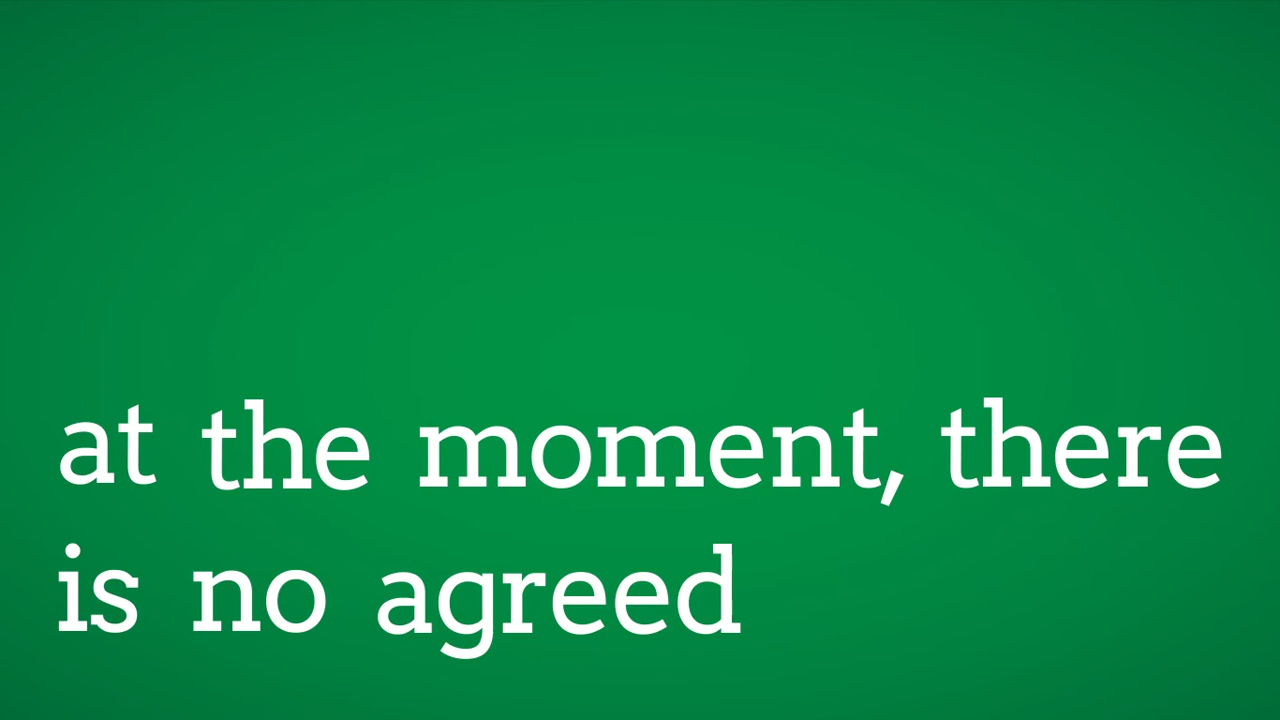 at the moment, there
is no agreed